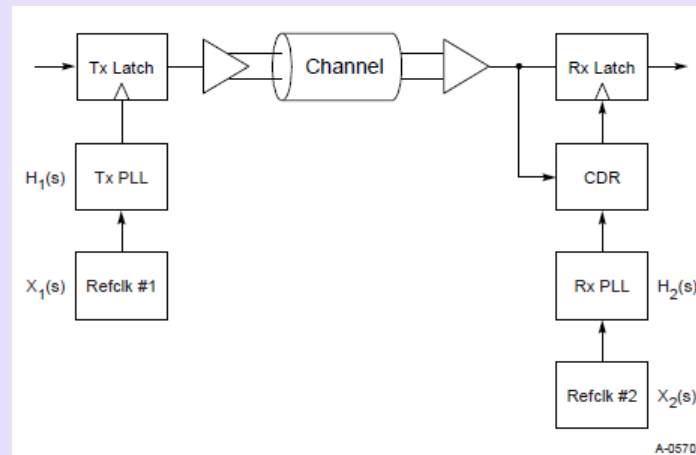 Tx Latch
Channel
Rx Latch
H1(s)
Tx PLL
CDR
X1(s)
Refclk #1
Rx PLL
H2(s)
Refclk #2
X2(s)
A-0570